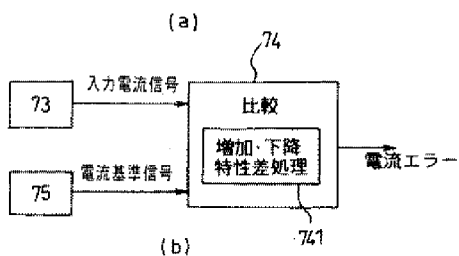 (a)
74
73
入力電流信号
比較
増加・下降
特性差処理
電流エラー
75
電流基準信号
741
(b)